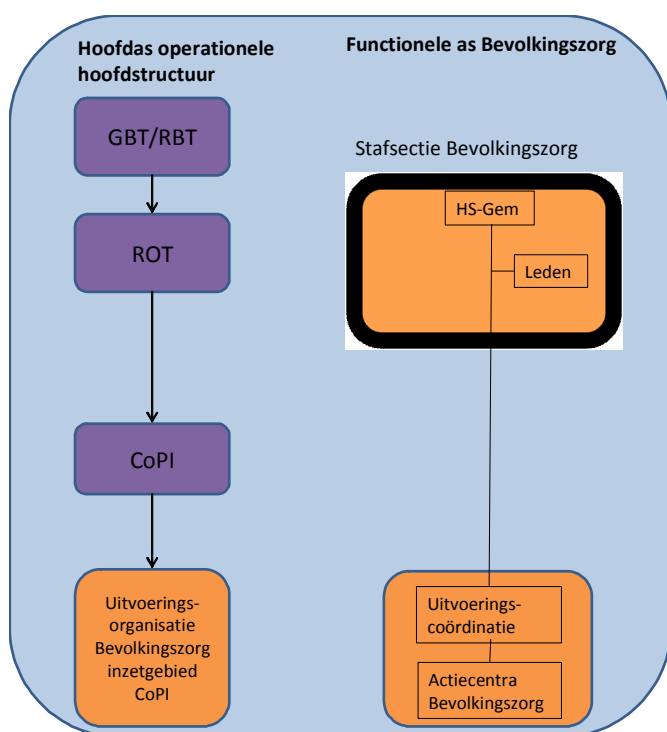 Hoofdas operationele
hoofdstructuur
GBT/RBT
ROT
CoPI
Uitvoerings-
organisatie
Bevolkingszorg
inzetgebied
CoPI
Functionele as Bevolkingszorg
Stafsectie Bevolkingszorg
HS-Gem
Leden
Uitvoerings-
coördinatie
Actiecentra
Bevolkingszorg